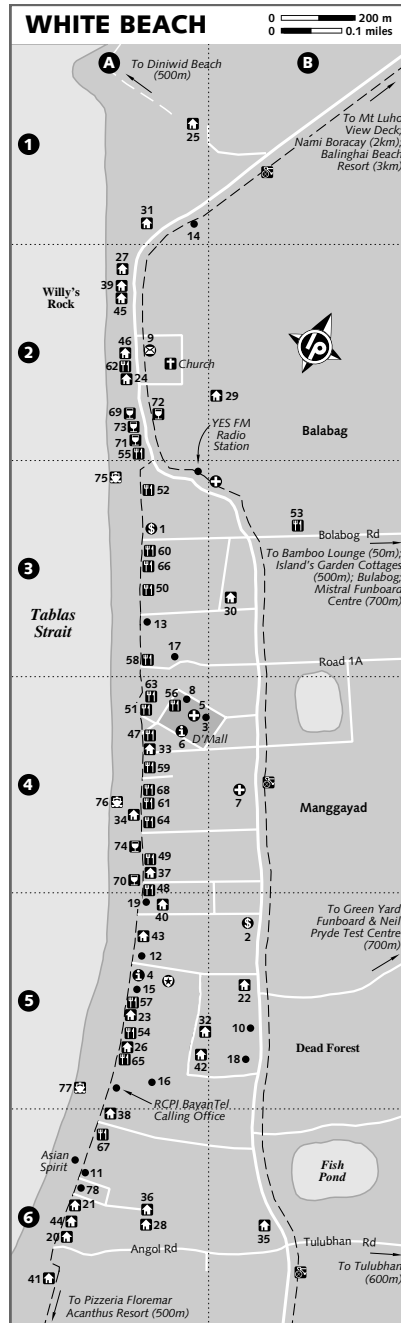 WHITE BEACH
0 200 m
0 0.1 miles
A
B
To Diniwid Beach
(500m)
To Mt Luho
View Deck;
Nami Boracay (2km);
Balinghai Beach
Resort (3km)
1
25
31
14
27
39
45
Willy's
Rock
2
46
9
62
Church
24
29
69
72
73
71
55
YES FM
Radio
Station
Balabag
75
52
53
1
Bolabog Rd
60
66
To Bamboo Lounge (50m);
Island's Garden Cottages
(500m); Bulabog;
Mistral Funboard
Centre (700m)
3
50
30
Tablas
Strait
13
17
58
Road 1A
63
56
8
51
5
3
47
6
D'Mall
33
59
4
68
7
76
61
Manggayad
34
64
74
49
37
70
48
19
40
To Green Yard
Funboard & Neil
Pryde Test Centre
(700m)
43
2
12
4
15
22
5
57
23
32
10
54
26
42
18
Dead Forest
65
77
16
RCPI BayanTel
Calling Office
38
67
Asian
Spirit
11
Fish
Pond
78
21
36
6
44
28
35
20
Angol Rd
Tulubhan Rd
41
To Tulubhan
(600m)
To Pizzeria Floremar
Acanthus Resort (500m)